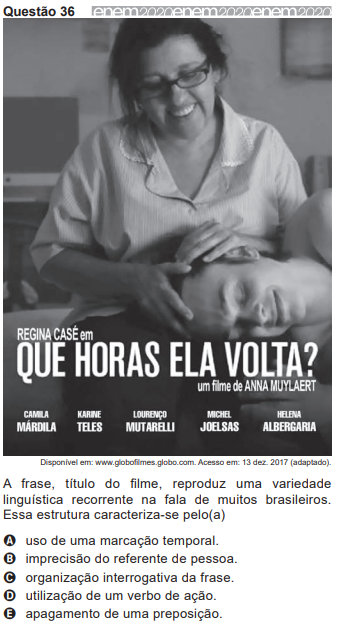 Questão 36 enem2020enem2020enem2020
REGINA CASÉ em
QUE HORAS ELA VOLTA?
um filme de ANNA MUYLAERT
CAMILA MÁRDILA KARINE TELES LOURENÇO MUTARELLI MICHEL JOELSAS HELENA ALBERGARIA
Disponível em: www.globofilmes.globo.com. Acesso em: 13 dez. 2017 (adaptado).
A frase, título do filme, reproduz uma variedade
linguística recorrente na fala de muitos brasileiros.
Essa estrutura caracteriza-se pelo(a)
A uso de uma marcação temporal.
B imprecisão do referente de pessoa.
C organização interrogativa da frase.
D utilização de um verbo de ação.
E apagamento de uma preposição.